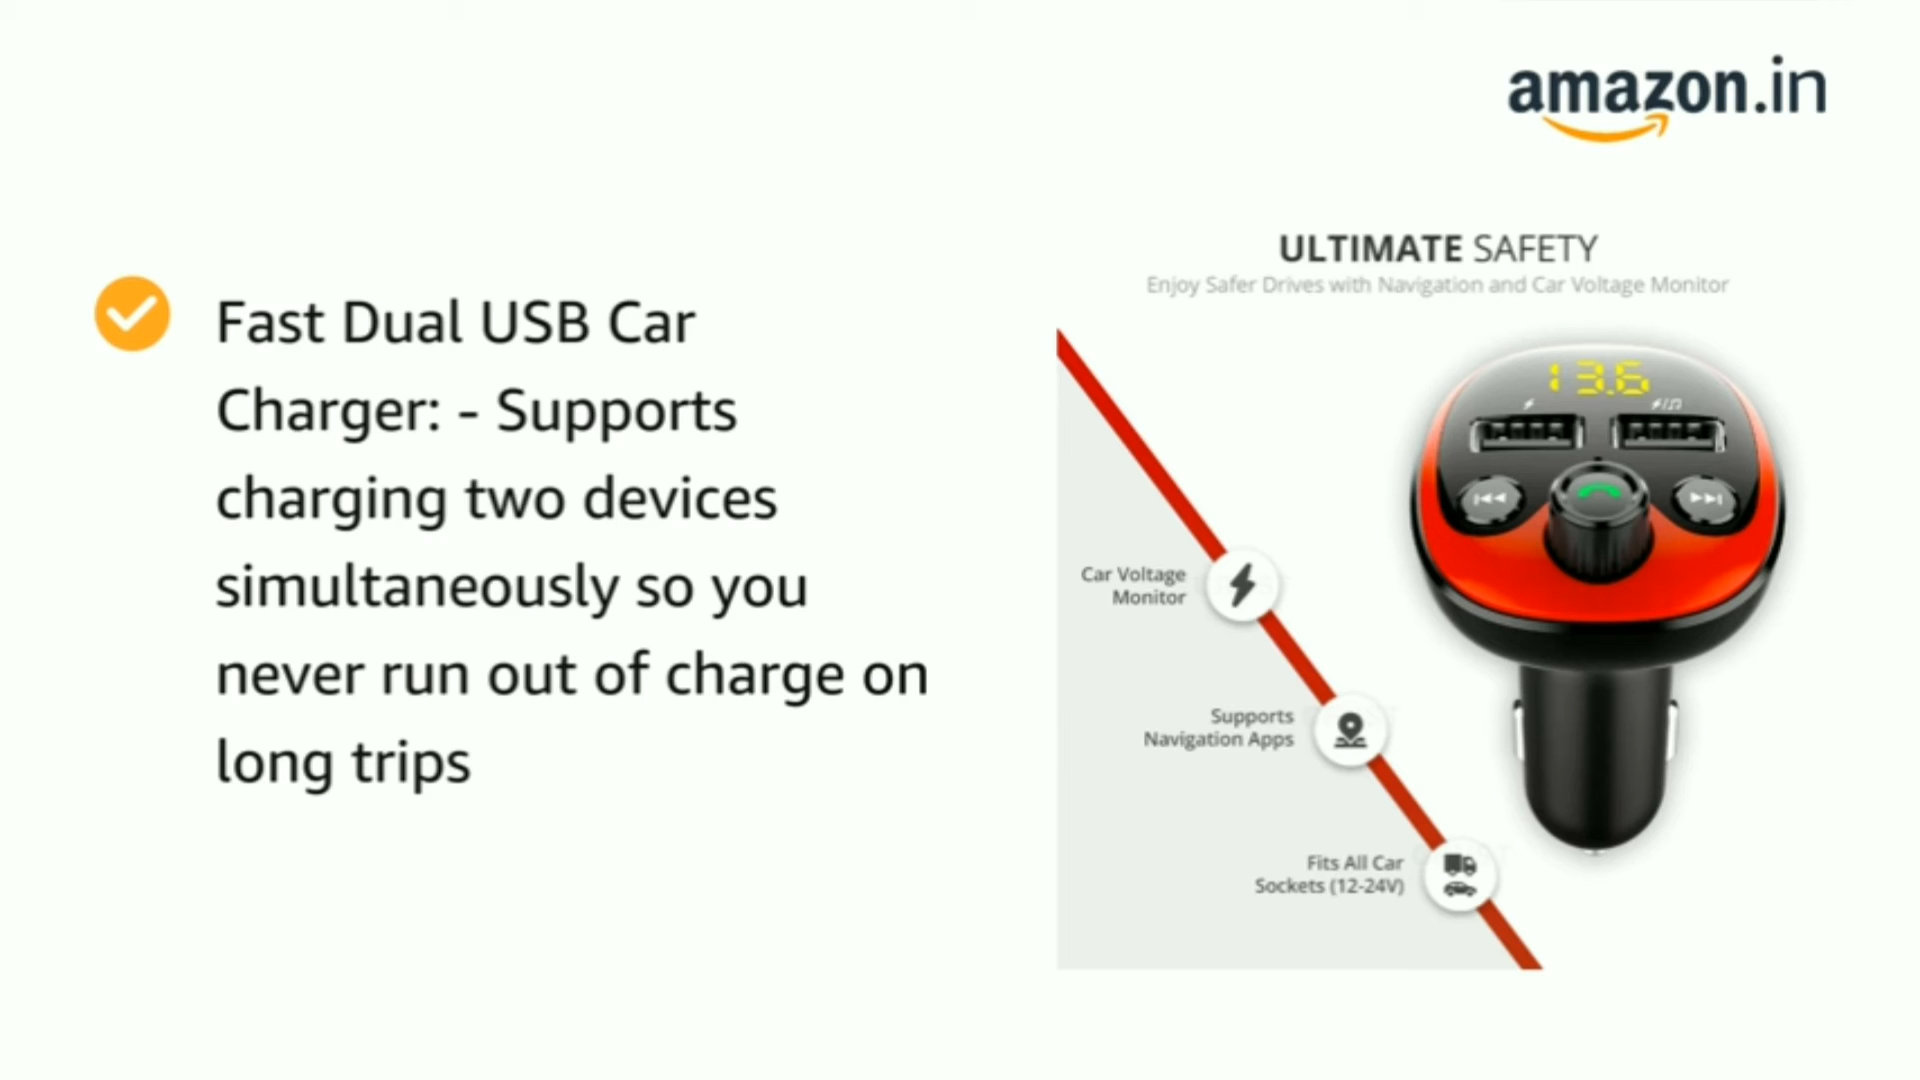 amazon.in
Fast Dual USB Car
Charger: - Supports
charging two devices
simultaneously so you
never run out of charge on
long trips
ULTIMATE SAFETY
Enjoy Safer Drives with Navigation and Car Voltage Monitor
13.6
Car Voltage
Monitor
Supports
Navigation Apps
Fits All Car
Sockets (12-24V)